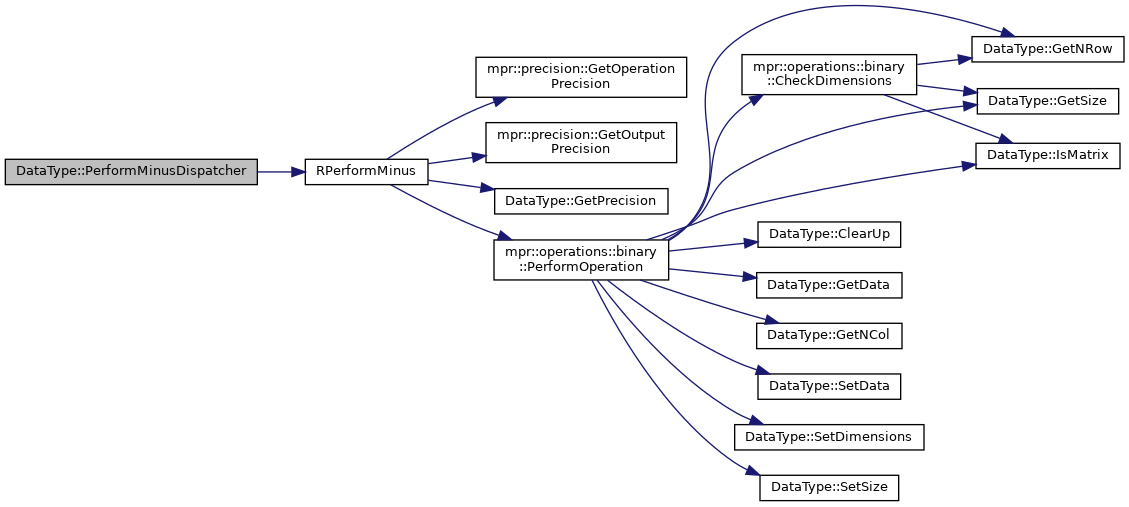 DataType::PerformMinusDispatcher
RPerformMinus
mpr::precision::GetOperation
Precision
mpr::precision::GetOutput
Precision
DataType::GetPrecision
mpr::operations::binary
::PerformOperation
mpr::operations::binary
::CheckDimensions
DataType::GetNRow
DataType::GetSize
DataType::IsMatrix
DataType::ClearUp
DataType::GetData
DataType::GetNCol
DataType::SetData
DataType::SetDimensions
DataType::SetSize